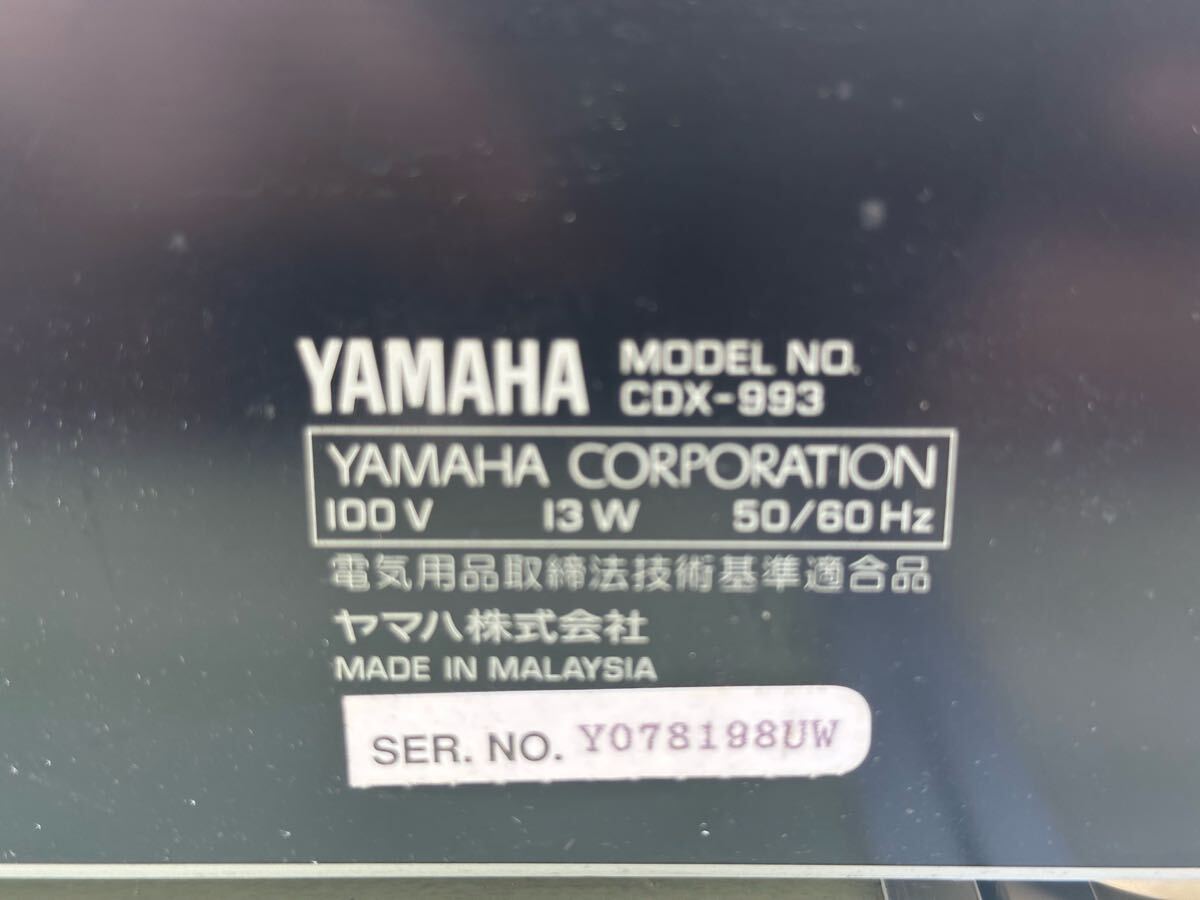 YAMAHA MODEL NO.
CDX-993
YAMAHA CORPORATION
100V 13W 50/60Hz
電気用品取締法技術基準適合品
ヤマハ株式会社
MADE IN MALAYSIA
SER. NO. Y078198UW